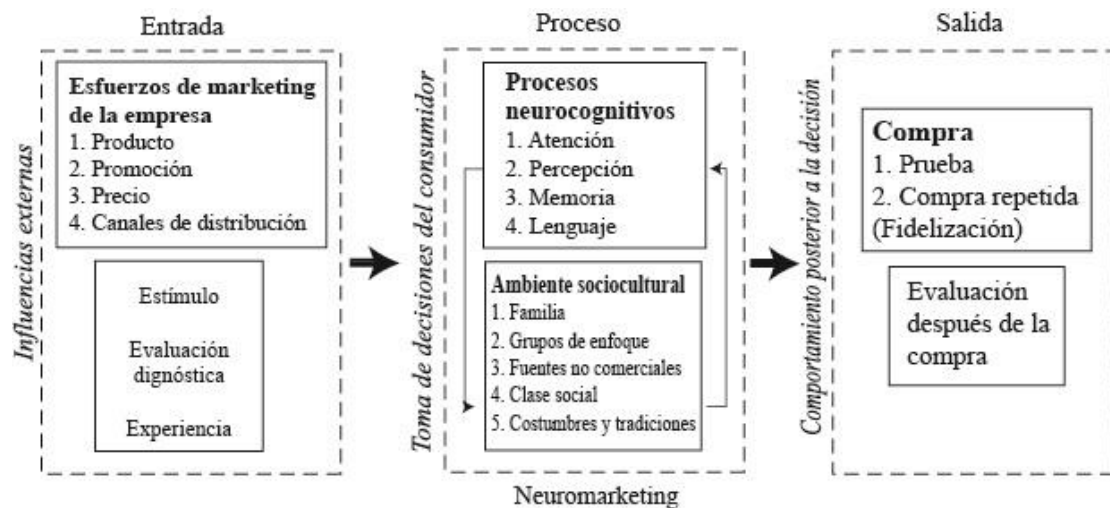 Entrada
Influencias externas
Esfuerzos de marketing
de la empresa
1. Producto
2. Promoción
3. Precio
4. Canales de distribución
Estímulo
Evaluación
dignóstica
Experiencia
Proceso
Toma de decisiones del consumidor
Procesos
neurocognitivos
1. Atención
2. Percepción
3. Memoria
4. Lenguaje
Ambiente sociocultural
1. Familia
2. Grupos de enfoque
3. Fuentes no comerciales
4. Clase social
5. Costumbres y tradiciones
Neuromarketing
Salida
Comportamiento posterior a la decisión
Compra
1. Prueba
2. Compra repetida
(Fidelización)
Evaluación
después de la
compra